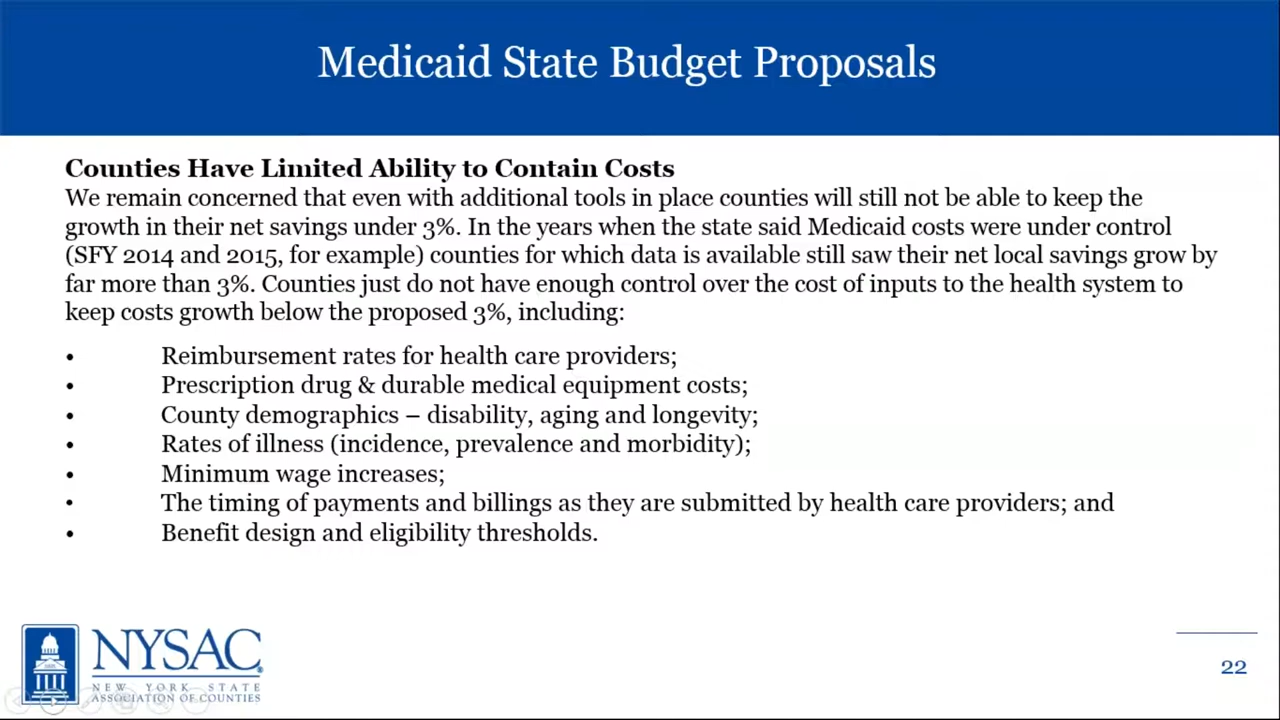 Medicaid State Budget Proposals
Counties Have Limited Ability to Contain Costs
We remain concerned that even with additional tools in place counties will still not be able to keep the
growth in their net savings under 3%. In the years when the state said Medicaid costs were under control
(SFY 2014 and 2015, for example) counties for which data is available still saw their net local savings grow by
far more than 3%. Counties just do not have enough control over the cost of inputs to the health system to
keep costs growth below the proposed 3%, including:
• Reimbursement rates for health care providers;
• Prescription drug & durable medical equipment costs;
• County demographics – disability, aging and longevity;
• Rates of illness (incidence, prevalence and morbidity);
• Minimum wage increases;
• The timing of payments and billings as they are submitted by health care providers; and
• Benefit design and eligibility thresholds.
NYSAC®
NEW YORK STATE
ASSOCIATION OF COUNTIES
22